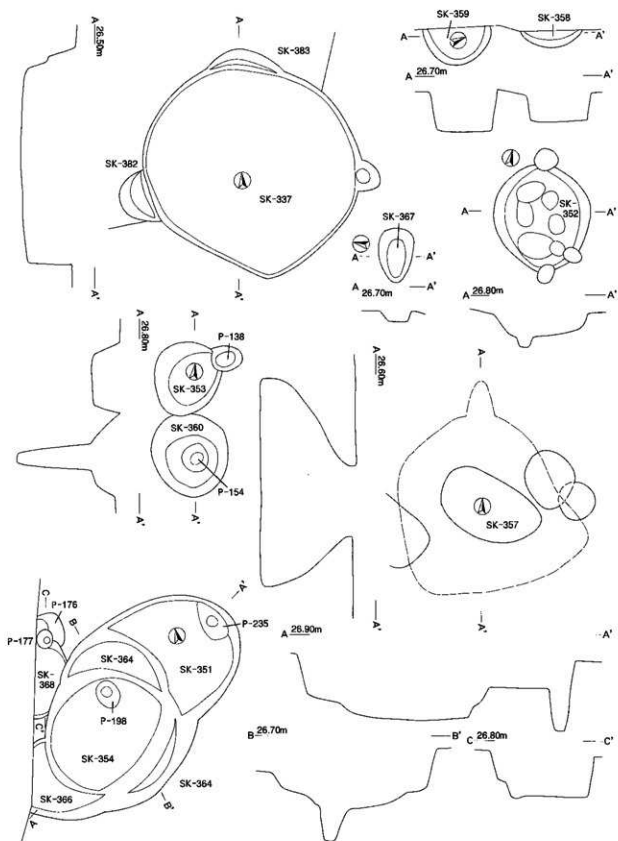 A
26.50m
A
SK-383
SK-382
SK-337
A'
A'
SK-359
SK-358
A
A'
A 26.70m
A'
SK-367
A
A'
A
A'
26.70m
SK-
352
A
A'
A
A'
26.80m
A
26.80m
A
P-138
SK-353
SK-360
P-154
A'
A'
A
26.60m
A
SK-357
A'
A'
C
P-176
B
P-177
SK-
368
C'
SK-364
SK-351
A'
P-235
P-198
SK-354
SK-366
A
B'
SK-364
A 26.90m
A'
B 26.70m
B'
C 26.80m
C'